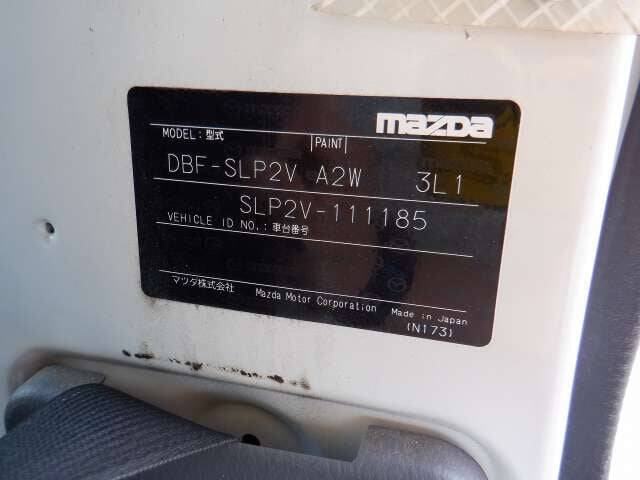 mazda
MODEL:型式 PAINT
DBF-SLP2V A2W 3L1
SLP2V-111185
VEHICLE ID NO.:車台番号
マツダ株式会社 Mazda Motor Corporation Made in Japan
(N173)